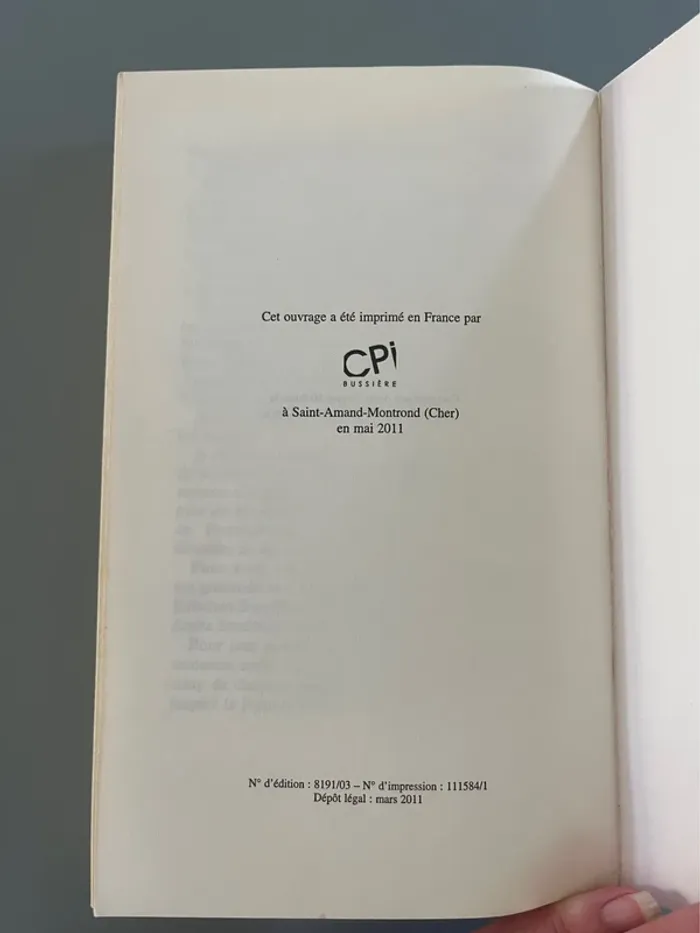 Cet ouvrage a été imprimé en France par
CPi
BUSSIÈRE
à Saint-Amand-Montrond (Cher)
en mai 2011
N° d'édition : 8191/03 – N° d'impression : 111584/1
Dépôt légal : mars 2011